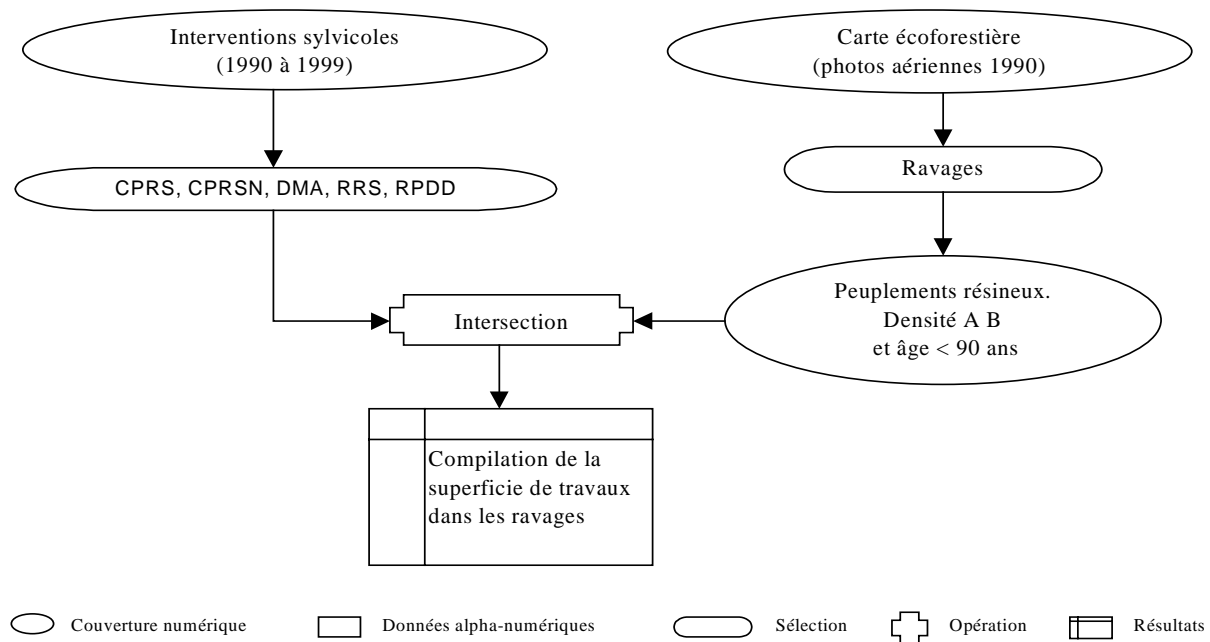 Interventions sylvicoles
(1990 à 1999)
Carte écoforestière
(photos aériennes 1990)
CPRS, CPRSN, DMA, RRS, RPDD
Ravages
Peuplements résineux.
Densité A B
et âge < 90 ans
Intersection
Compilation de la
superficie de travaux
dans les ravages
Couverture numérique
Données alpha-numériques
Sélection
Opération
Résultats